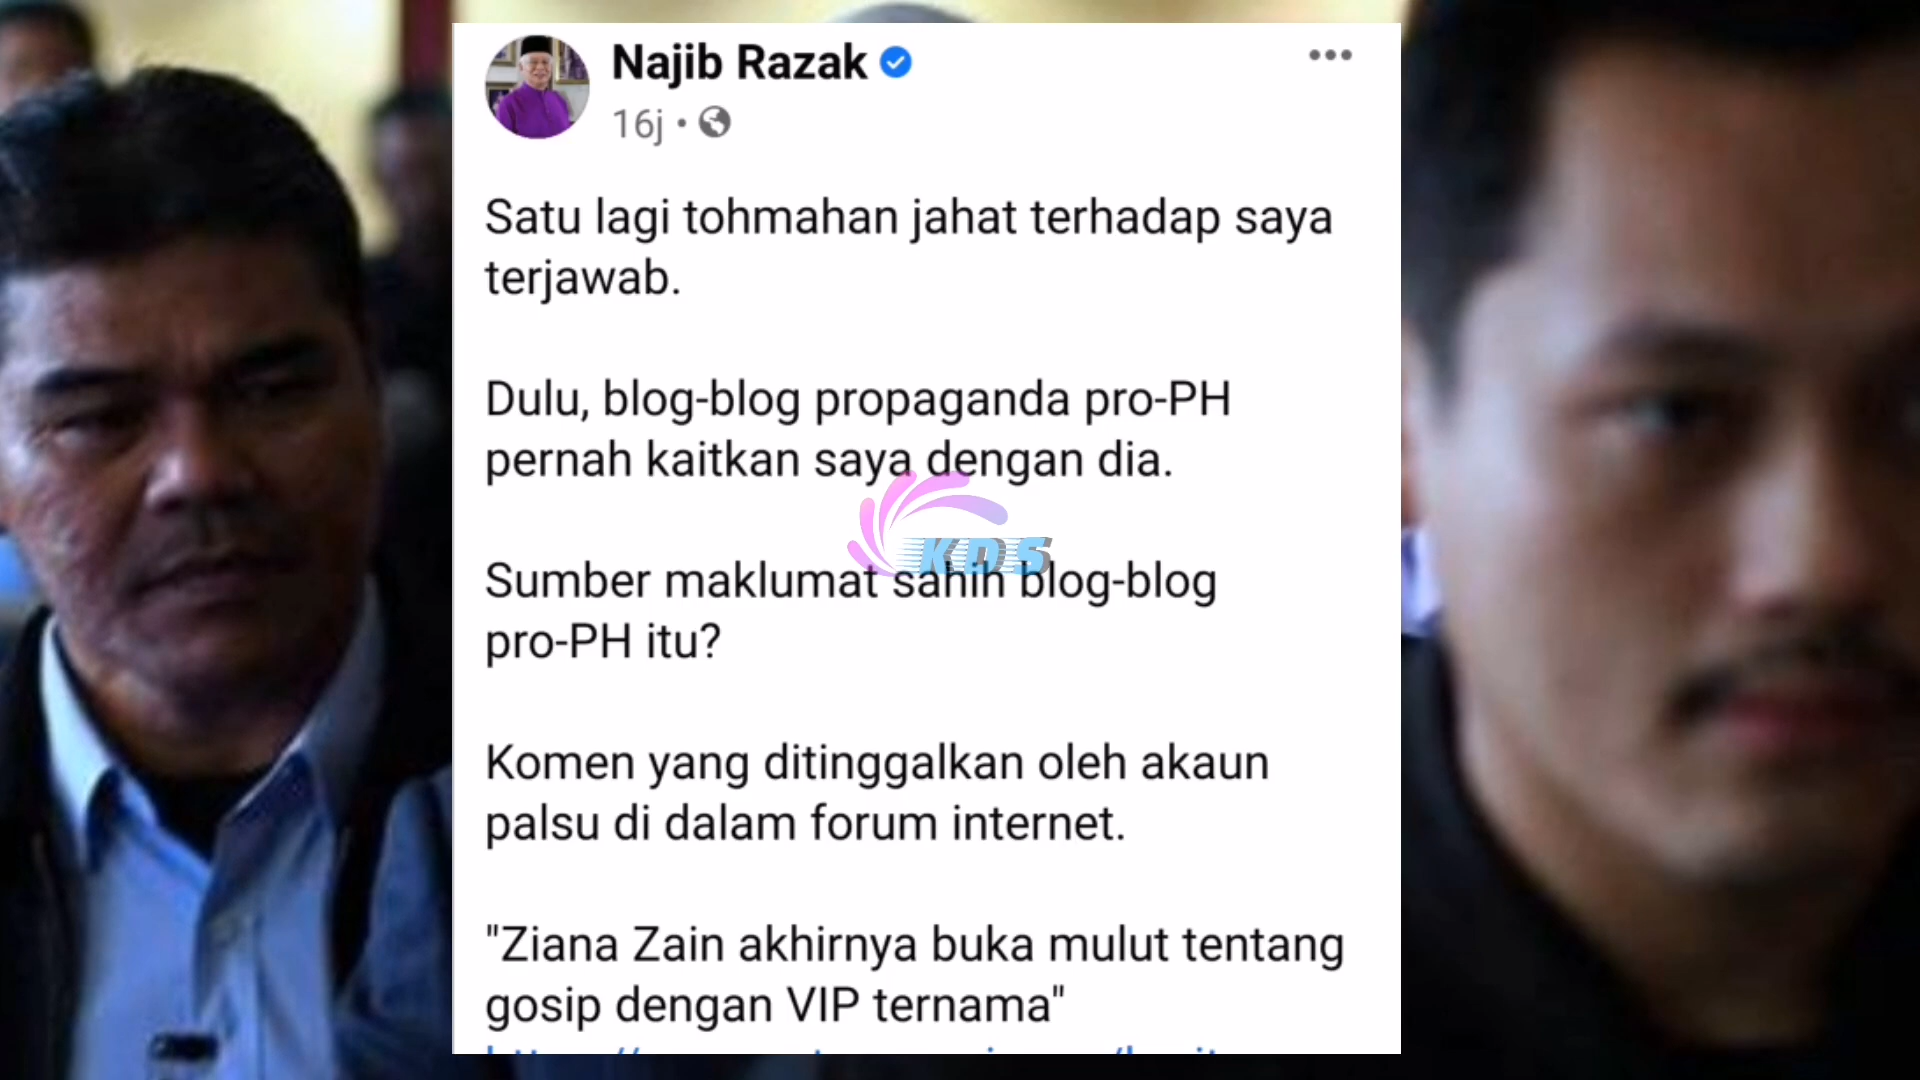 Najib Razak
16j
Satu lagi tohmahan jahat terhadap saya
terjawab.
Dulu, blog-blog propaganda pro-PH
pernah kaitkan saya dengan dia.
KDS
Sumber maklumat sahih blog-blog
pro-PH itu?
Komen yang ditinggalkan oleh akaun
palsu di dalam forum internet.
"Ziana Zain akhirnya buka mulut tentang
gosip dengan VIP ternama"